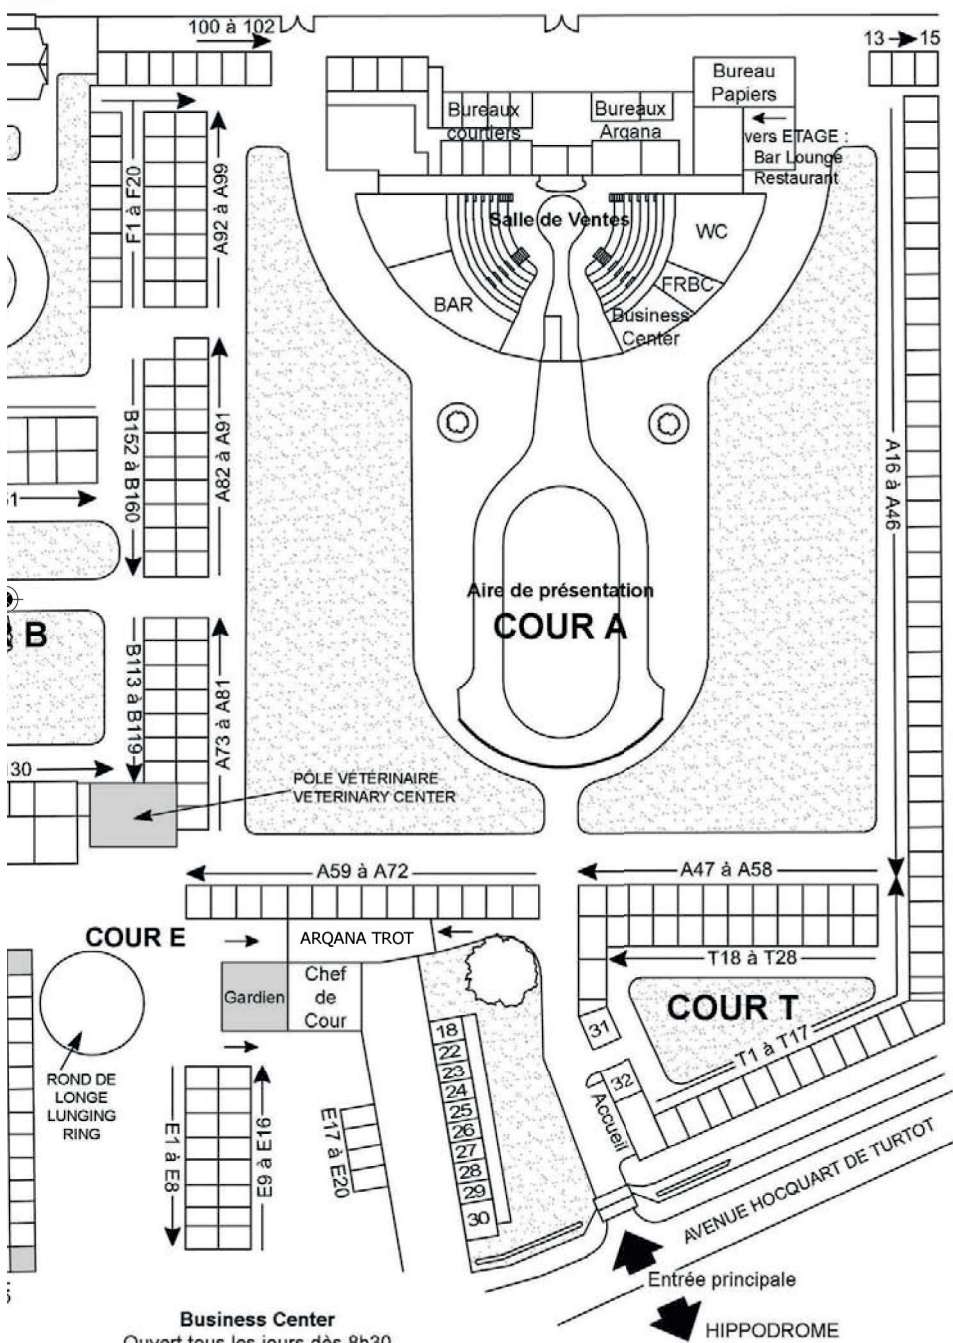 100 à 102
13 15
Bureau
Papiers
Bureaux
courtiers
Bureaux
Arqana
vers ETAGE :
Bar Lounge
Restaurant
F1 à F20
A92 à A99
Salle de Ventes
WC
FRBC
BAR
Business
Center
B152 à B160
A82 à A91
A16 à A46
Aire de présentation
COUR A
B
B113 à B119
A73 à A81
30
PÔLE VÉTÉRINAIRE
VETERINARY CENTER
A59 à A72
A47 à A58
COUR E
ARQANA TROT
T18 à T28
Gardien
Chef
de
Cour
COUR T
31
T1 à T17
32
Accueil
18
22
23
24
25
26
27
28
29
30
ROND DE
LONGE
LUNGING
RING
E1 à E8
E9 à E16
E17 à E20
AVENUE HOCQUART DE TURTOT
Entrée principale
HIPPODROME
Business Center
Ouvert tous les jours dès 8h30